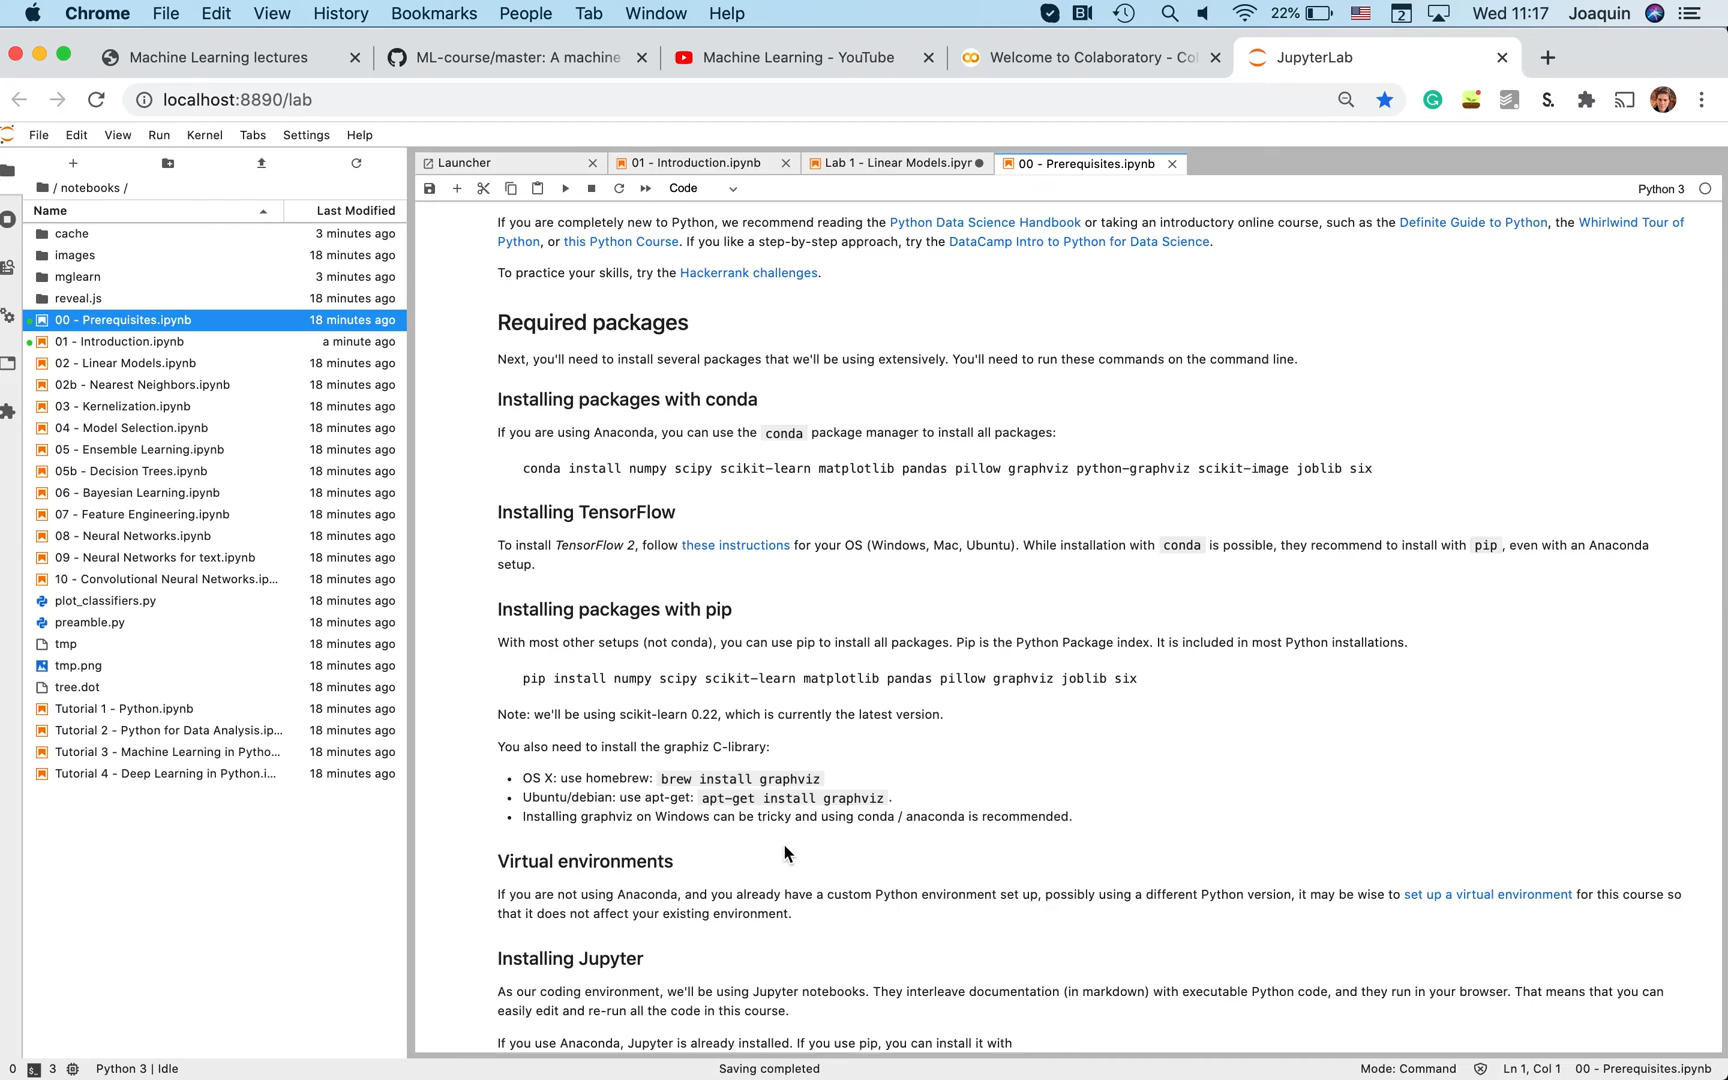 Chrome File Edit View History Bookmarks People Tab Window Help 22% 2 Wed 11:17 Joaquin
Machine Learning lectures ML-course/master: A machine Machine Learning - YouTube Welcome to Colaboratory - Col JupyterLab
localhost:8890/lab
File Edit View Run Kernel Tabs Settings Help
Launcher 01 - Introduction.ipynb Lab 1 - Linear Models.ipyr 00 - Prerequisites.ipynb
/ notebooks /
Code Python 3
Name Last Modified
cache 3 minutes ago
images 18 minutes ago
mglearn 3 minutes ago
reveal.js 18 minutes ago
00 - Prerequisites.ipynb 18 minutes ago
01 - Introduction.ipynb a minute ago
02 - Linear Models.ipynb 18 minutes ago
02b - Nearest Neighbors.ipynb 18 minutes ago
03 - Kernelization.ipynb 18 minutes ago
04 - Model Selection.ipynb 18 minutes ago
05 - Ensemble Learning.ipynb 18 minutes ago
05b - Decision Trees.ipynb 18 minutes ago
06 - Bayesian Learning.ipynb 18 minutes ago
07 - Feature Engineering.ipynb 18 minutes ago
08 - Neural Networks.ipynb 18 minutes ago
09 - Neural Networks for text.ipynb 18 minutes ago
10 - Convolutional Neural Networks.ip... 18 minutes ago
plot_classifiers.py 18 minutes ago
preamble.py 18 minutes ago
tmp 18 minutes ago
tmp.png 18 minutes ago
tree.dot 18 minutes ago
Tutorial 1 - Python.ipynb 18 minutes ago
Tutorial 2 - Python for Data Analysis.ip... 18 minutes ago
Tutorial 3 - Machine Learning in Pytho... 18 minutes ago
Tutorial 4 - Deep Learning in Python.i... 18 minutes ago
If you are completely new to Python, we recommend reading the Python Data Science Handbook or taking an introductory online course, such as the Definite Guide to Python, the Whirlwind Tour of
Python, or this Python Course. If you like a step-by-step approach, try the DataCamp Intro to Python for Data Science.
To practice your skills, try the Hackerrank challenges.
Required packages
Next, you'll need to install several packages that we'll be using extensively. You'll need to run these commands on the command line.
Installing packages with conda
If you are using Anaconda, you can use the conda package manager to install all packages:
conda install numpy scipy scikit-learn matplotlib pandas pillow graphviz python-graphviz scikit-image joblib six
Installing TensorFlow
To install TensorFlow 2, follow these instructions for your OS (Windows, Mac, Ubuntu). While installation with conda is possible, they recommend to install with pip, even with an Anaconda
setup.
Installing packages with pip
With most other setups (not conda), you can use pip to install all packages. Pip is the Python Package index. It is included in most Python installations.
pip install numpy scipy scikit-learn matplotlib pandas pillow graphviz joblib six
Note: we'll be using scikit-learn 0.22, which is currently the latest version.
You also need to install the graphiz C-library:
• OS X: use homebrew: brew install graphviz
• Ubuntu/debian: use apt-get: apt-get install graphviz.
• Installing graphviz on Windows can be tricky and using conda / anaconda is recommended.
Virtual environments
If you are not using Anaconda, and you already have a custom Python environment set up, possibly using a different Python version, it may be wise to set up a virtual environment for this course so
that it does not affect your existing environment.
Installing Jupyter
As our coding environment, we'll be using Jupyter notebooks. They interleave documentation (in markdown) with executable Python code, and they run in your browser. That means that you can
easily edit and re-run all the code in this course.
If you use Anaconda, Jupyter is already installed. If you use pip, you can install it with
0 3 Python 3 | Idle Saving completed Mode: Command Ln 1, Col 1 00 - Prerequisites.ipynb